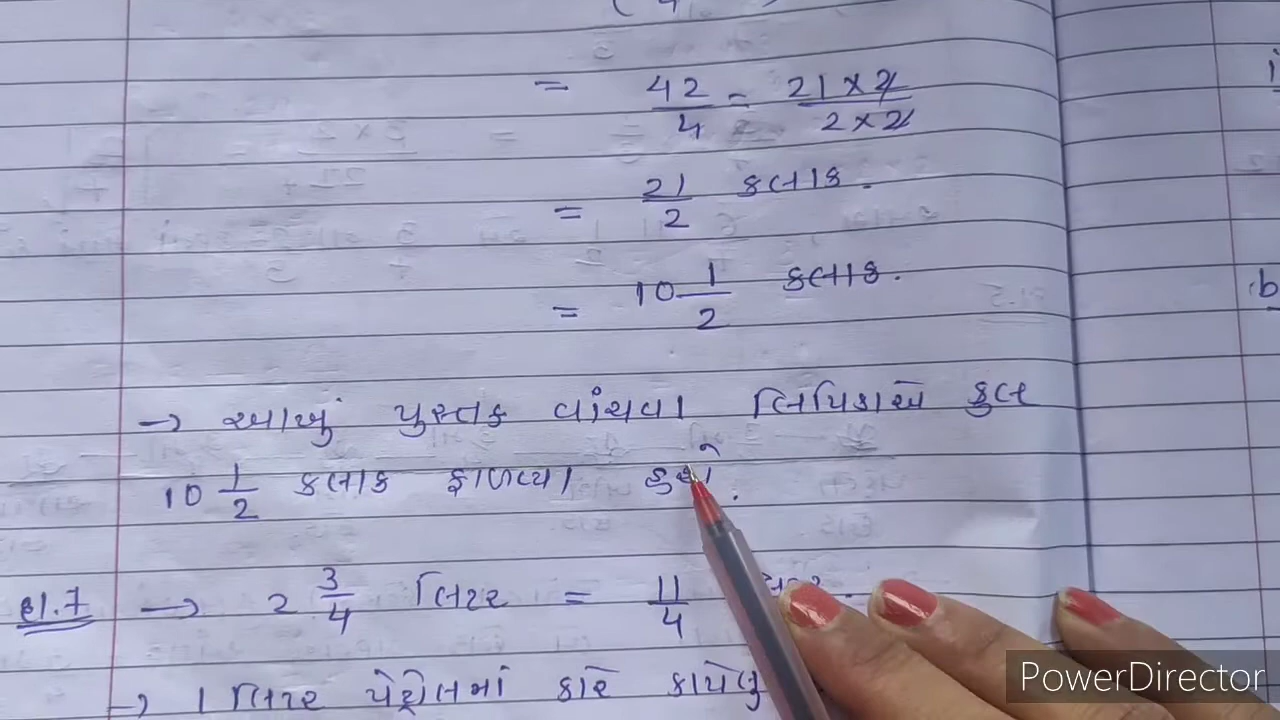 = 42/4 = 21 × 2 / 2 × 2
= 21/2 કલાક.
= 10 1/2 કલાક.
→ આખું પુસ્તક વાંચવા લિપિકાએ કુલ
10 1/2 કલાક ફાળવ્યા હશે.
દા.7 → 2 3/4 લિટર = 11/4
→ 1 લિટર પેટ્રોલમાં કારે કાપેલું
b
PowerDirector